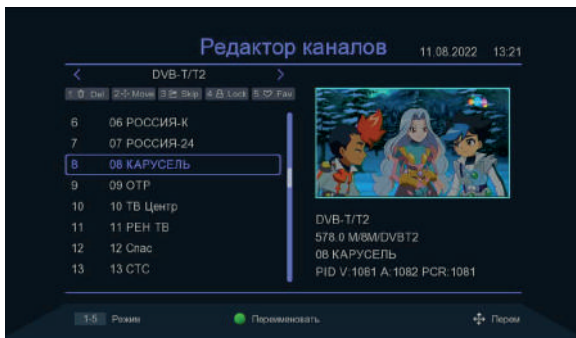 Редактор каналов 11.08.2022 13:21
DVB-T/T2
1 Del 2 Move 3 Skip 4 Lock 5 Fav
6 06 РОССИЯ-К
7 07 РОССИЯ-24
8 08 КАРУСЕЛЬ
9 09 ОТР
10 10 ТВ Центр
11 11 РЕН ТВ
12 12 Спас
13 13 СТС
DVB-T/T2
578.0 M/8M/DVBT2
08 КАРУСЕЛЬ
PID V:1081 A:1082 PCR:1081
1-5 Режим Переименовать Перем